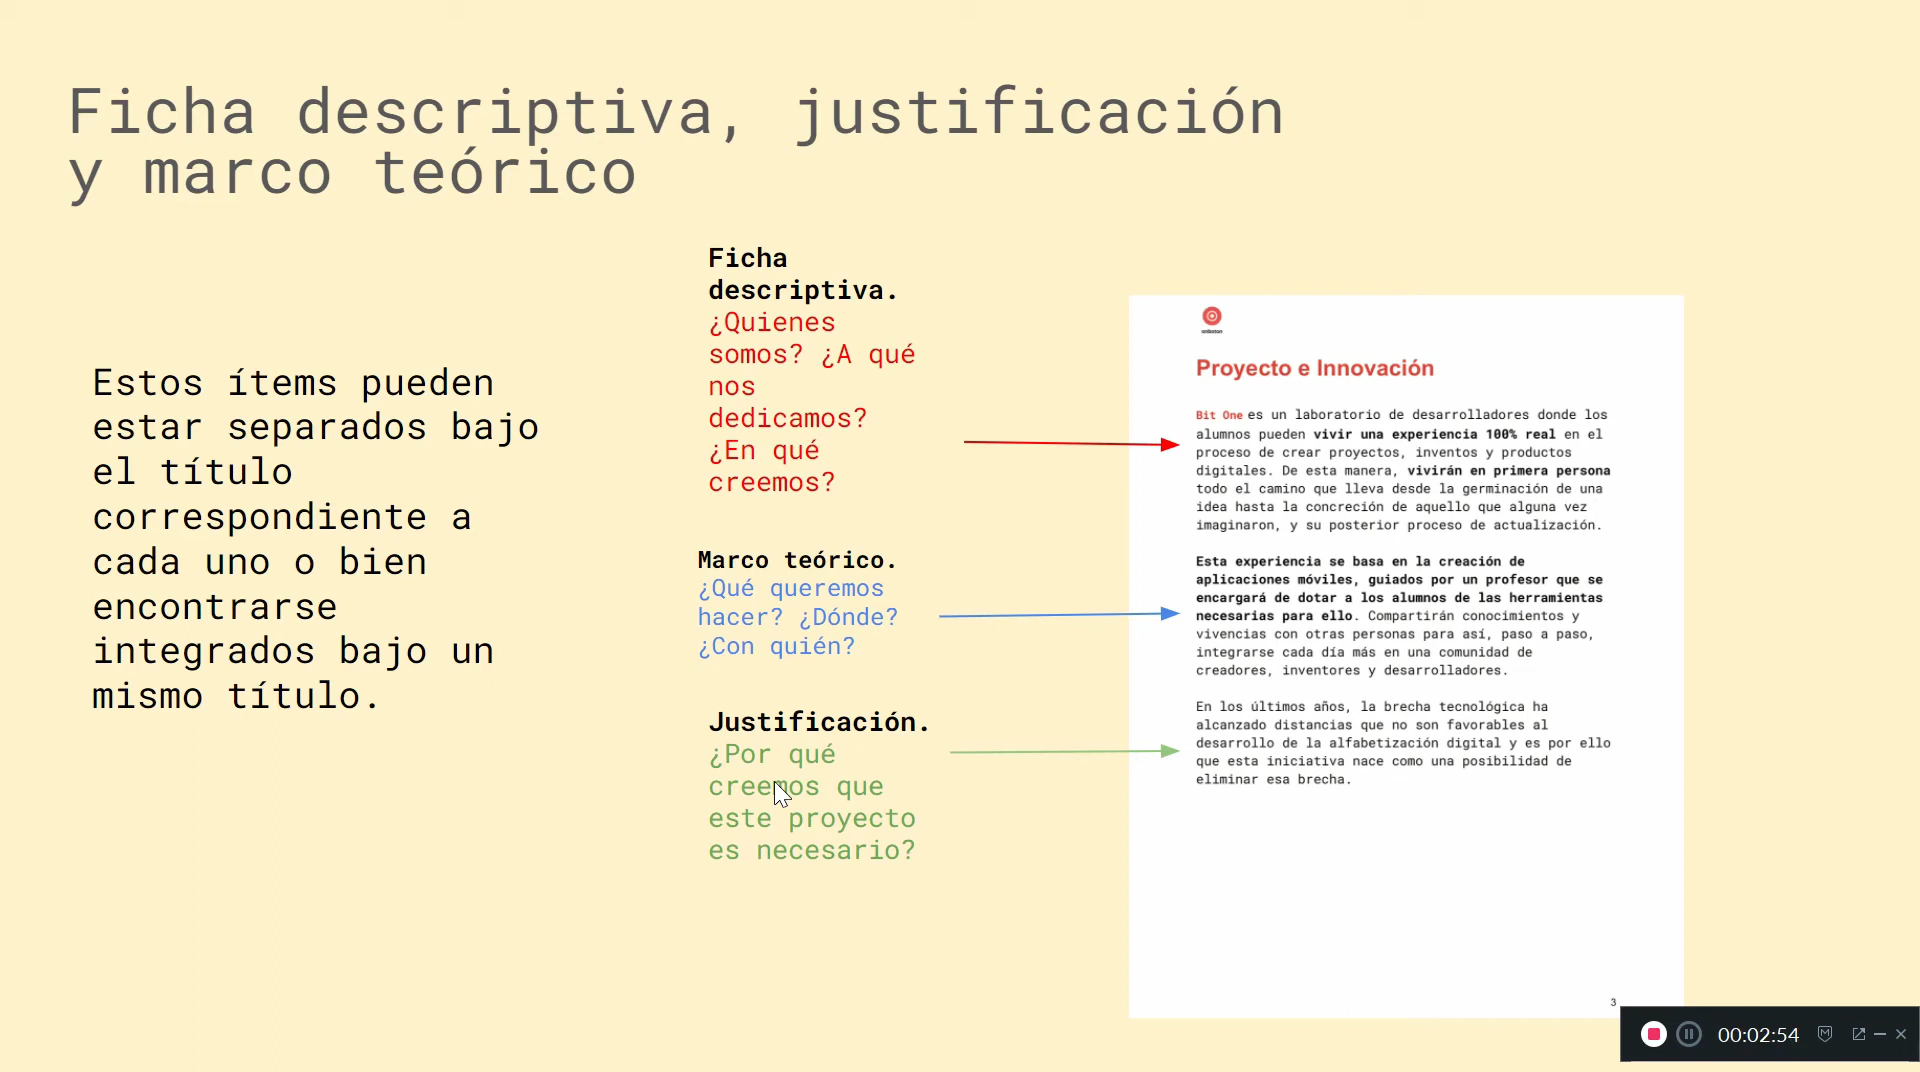 Ficha descriptiva, justificación
y marco teórico
Estos ítems pueden
estar separados bajo
el título
correspondiente a
cada uno o bien
encontrarse
integrados bajo un
mismo título.
Ficha
descriptiva.
¿Quienes
somos? ¿A qué
nos
dedicamos?
¿En qué
creemos?
Marco teórico.
¿Qué queremos
hacer? ¿Dónde?
¿Con quién?
Justificación.
¿Por qué
creemos que
este proyecto
es necesario?
Proyecto e Innovación
Bit One es un laboratorio de desarrolladores donde los
alumnos pueden vivir una experiencia 100% real en el
proceso de crear proyectos, inventos y productos
digitales. De esta manera, vivirán en primera persona
todo el camino que lleva desde la germinación de una
idea hasta la concreción de aquello que alguna vez
imaginaron, y su posterior proceso de actualización.
Esta experiencia se basa en la creación de
aplicaciones móviles, guiados por un profesor que se
encargará de dotar a los alumnos de las herramientas
necesarias para ello. Compartirán conocimientos y
vivencias con otras personas para así, paso a paso,
integrarse cada día más en una comunidad de
creadores, inventores y desarrolladores.
En los últimos años, la brecha tecnológica ha
alcanzado distancias que no son favorables al
desarrollo de la alfabetización digital y es por ello
que esta iniciativa nace como una posibilidad de
eliminar esa brecha.
3
00:02:54